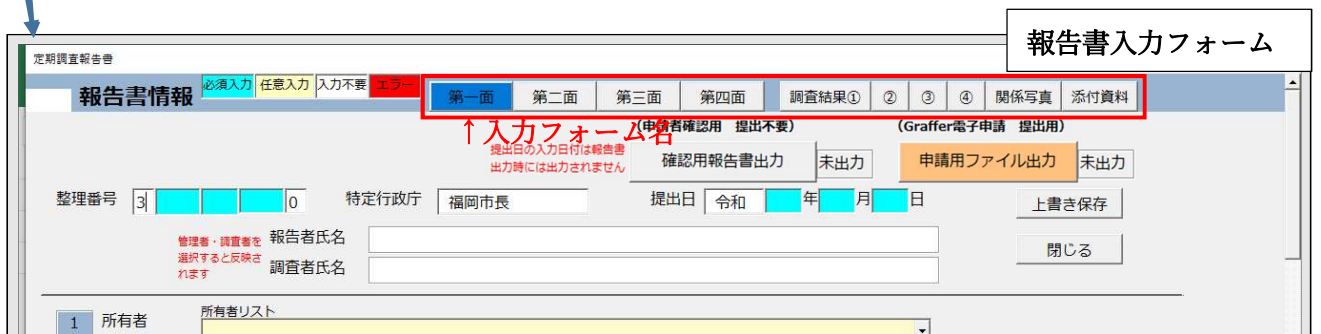 報告書入力フォーム
定期調査報告書
報告書情報 必須入力 任意入力 入力不要 エラー 第一面 第二面 第三面 第四面 調査結果① ② ③ ④ 関係写真 添付資料
↑入力フォーム名 (申請者確認用 提出不要) (Graffer電子申請 提出用)
提出日の入力日付は報告書
出力時には出力されません
確認用報告書出力 未出力 申請用ファイル出力 未出力
整理番号 3 0 特定行政庁 福岡市長 提出日 令和 年 月 日 上書き保存
管理者・調査者を
選択すると反映さ
れます
報告者氏名 閉じる
調査者氏名
所有者リスト
1 所有者